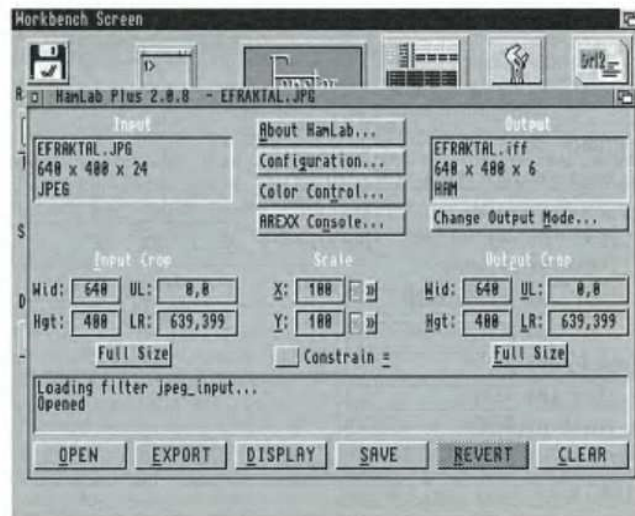 Workbench Screen
HamLab Plus 2.0.8 - EFRAKTAL.JPG
Input
EFRAKTAL.JPG
640 x 400 x 24
JPEG
About HamLab...
Configuration...
Color Control...
AREXX Console...
Output
EFRAKTAL.iff
640 x 400 x 6
HAM
Change Output Mode...
Input Crop
Wid: 640 UL: 0,0
Hgt: 400 LR: 639,399
Full Size
Scale
X: 100
Y: 100
Constrain =
Output Crop
Wid: 640 UL: 0,0
Hgt: 400 LR: 639,399
Full Size
Loading filter jpeg_input...
Opened
OPEN EXPORT DISPLAY SAVE REVERT CLEAR